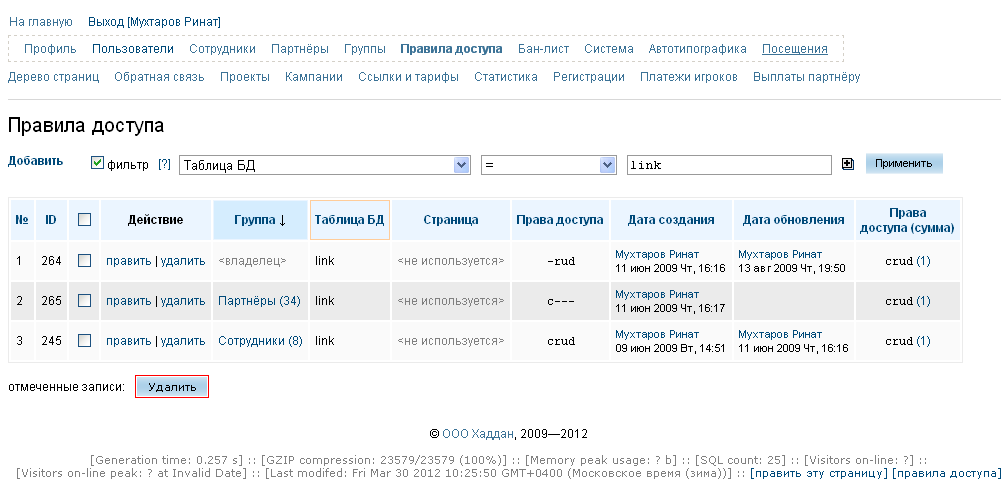 На главную Выход [Мухтаров Ринат]
Профиль Пользователи Сотрудники Партнёры Группы Правила доступа Бан-лист Система Автотипографика Посещения
Дерево страниц Обратная связь Проекты Кампании Ссылки и тарифы Статистика Регистрации Платежи игроков Выплаты партнёру
Правила доступа
Добавить фильтр [?] Таблица БД = link Применить
№ ID Действие Группа ↓ Таблица БД Страница Права доступа Дата создания Дата обновления Права
доступа (сумма)
1 264 править | удалить <владелец> link <не используется> -rud Мухтаров Ринат Мухтаров Ринат crud (1)
11 июн 2009 Чт, 16:16 13 авг 2009 Чт, 19:50
2 265 править | удалить Партнёры (34) link <не используется> c--- Мухтаров Ринат crud (1)
11 июн 2009 Чт, 16:17
3 245 править | удалить Сотрудники (8) link <не используется> crud Мухтаров Ринат Мухтаров Ринат crud (1)
09 июн 2009 Вт, 14:51 11 июн 2009 Чт, 16:16
отмеченные записи: Удалить
© ООО Хаддан, 2009—2012
[Generation time: 0.257 s] :: [GZIP compression: 23579/23579 (100%)] :: [Memory peak usage: ? b] :: [SQL count: 25] :: [Visitors on-line: ?] ::
[Visitors on-line peak: ? at Invalid Date] :: [Last modifed: Fri Mar 30 2012 10:25:50 GMT+0400 (Московское время (зима))] :: [править эту страницу] [правила доступа]